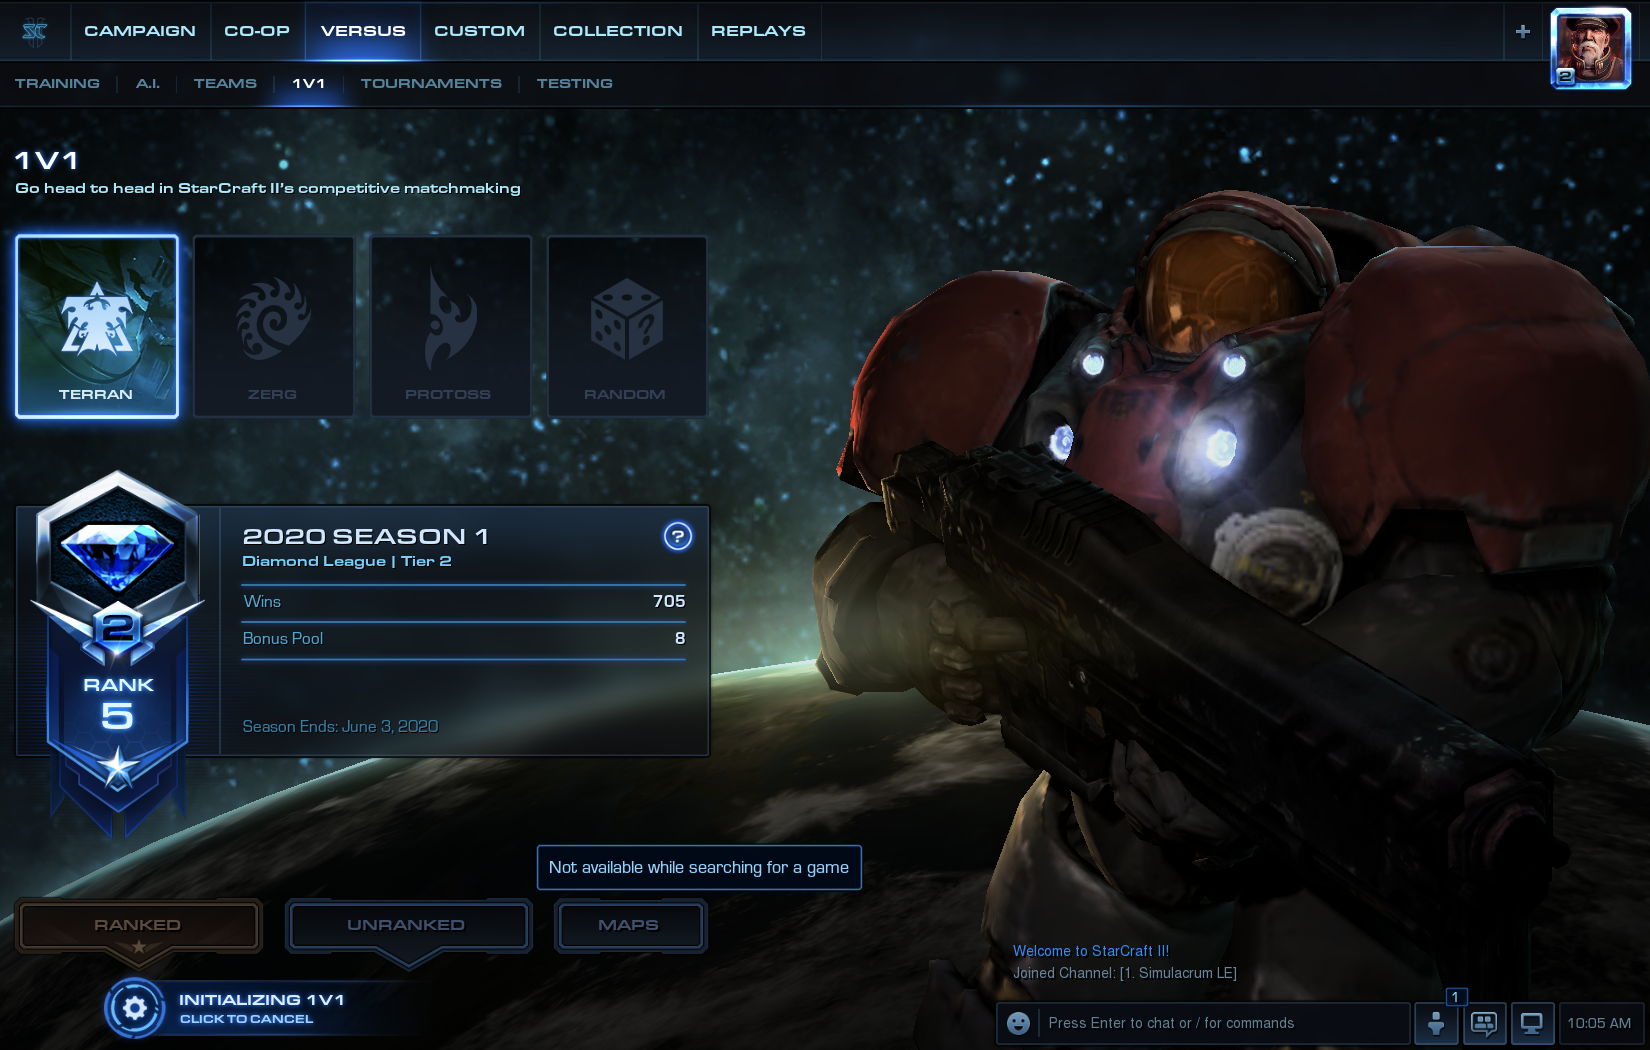 CAMPAIGN CO-OP VERSUS CUSTOM COLLECTION REPLAYS
2
TRAINING A.I. TEAMS 1V1 TOURNAMENTS TESTING
1V1
Go head to head in StarCraft II's competitive matchmaking
TERRAN ZERG PROTOSS RANDOM
2020 SEASON 1 ?
Diamond League | Tier 2
Wins 705
2
Bonus Pool 8
RANK
5
Season Ends: June 3, 2020
Not available while searching for a game
RANKED UNRANKED MAPS
Welcome to StarCraft II!
Joined Channel: [1. Simulacrum LE]
INITIALIZING 1V1
CLICK TO CANCEL
1
Press Enter to chat or / for commands
10:05 AM